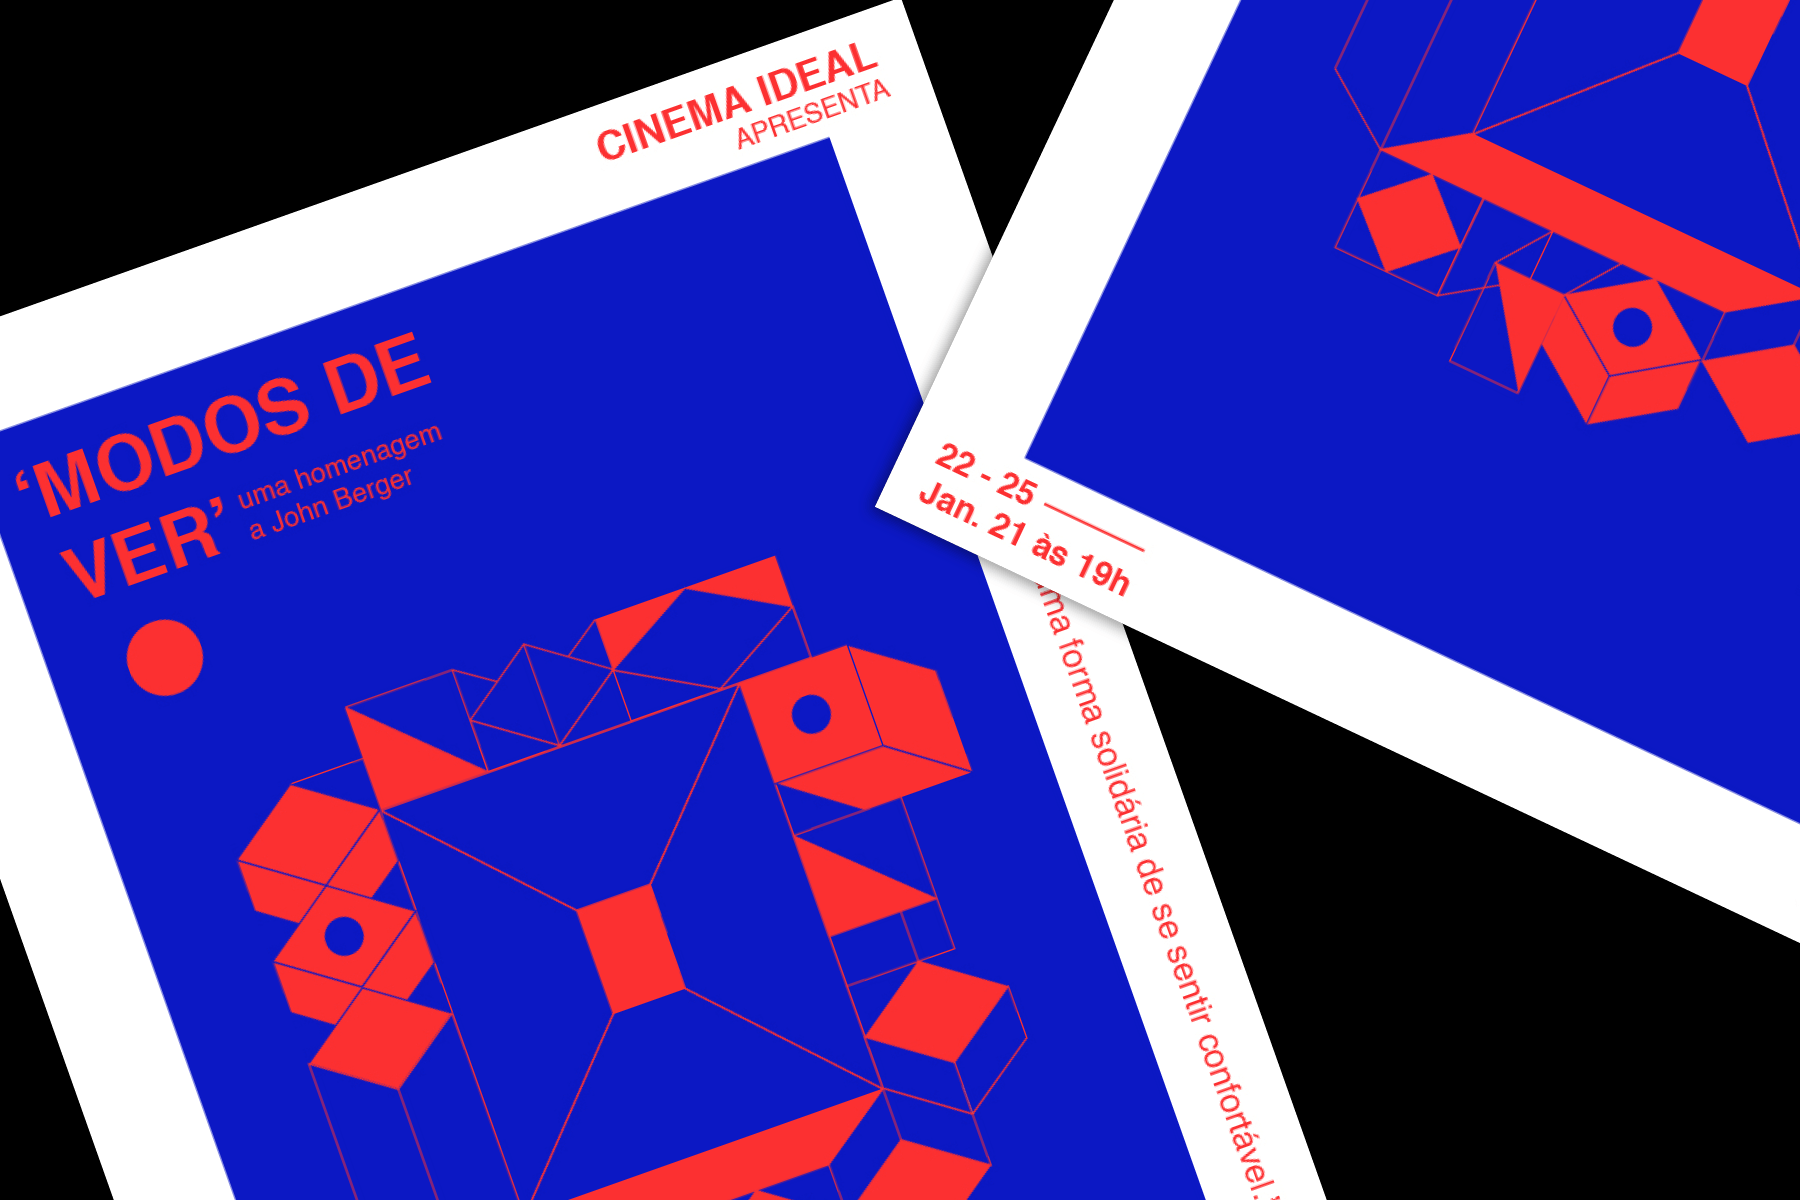 CINEMA IDEAL
APRESENTA
‘MODOS DE
VER’
uma homenagem
a John Berger
22 - 25
Jan. 21 às 19h
forma solidária de se sentir confortável.’